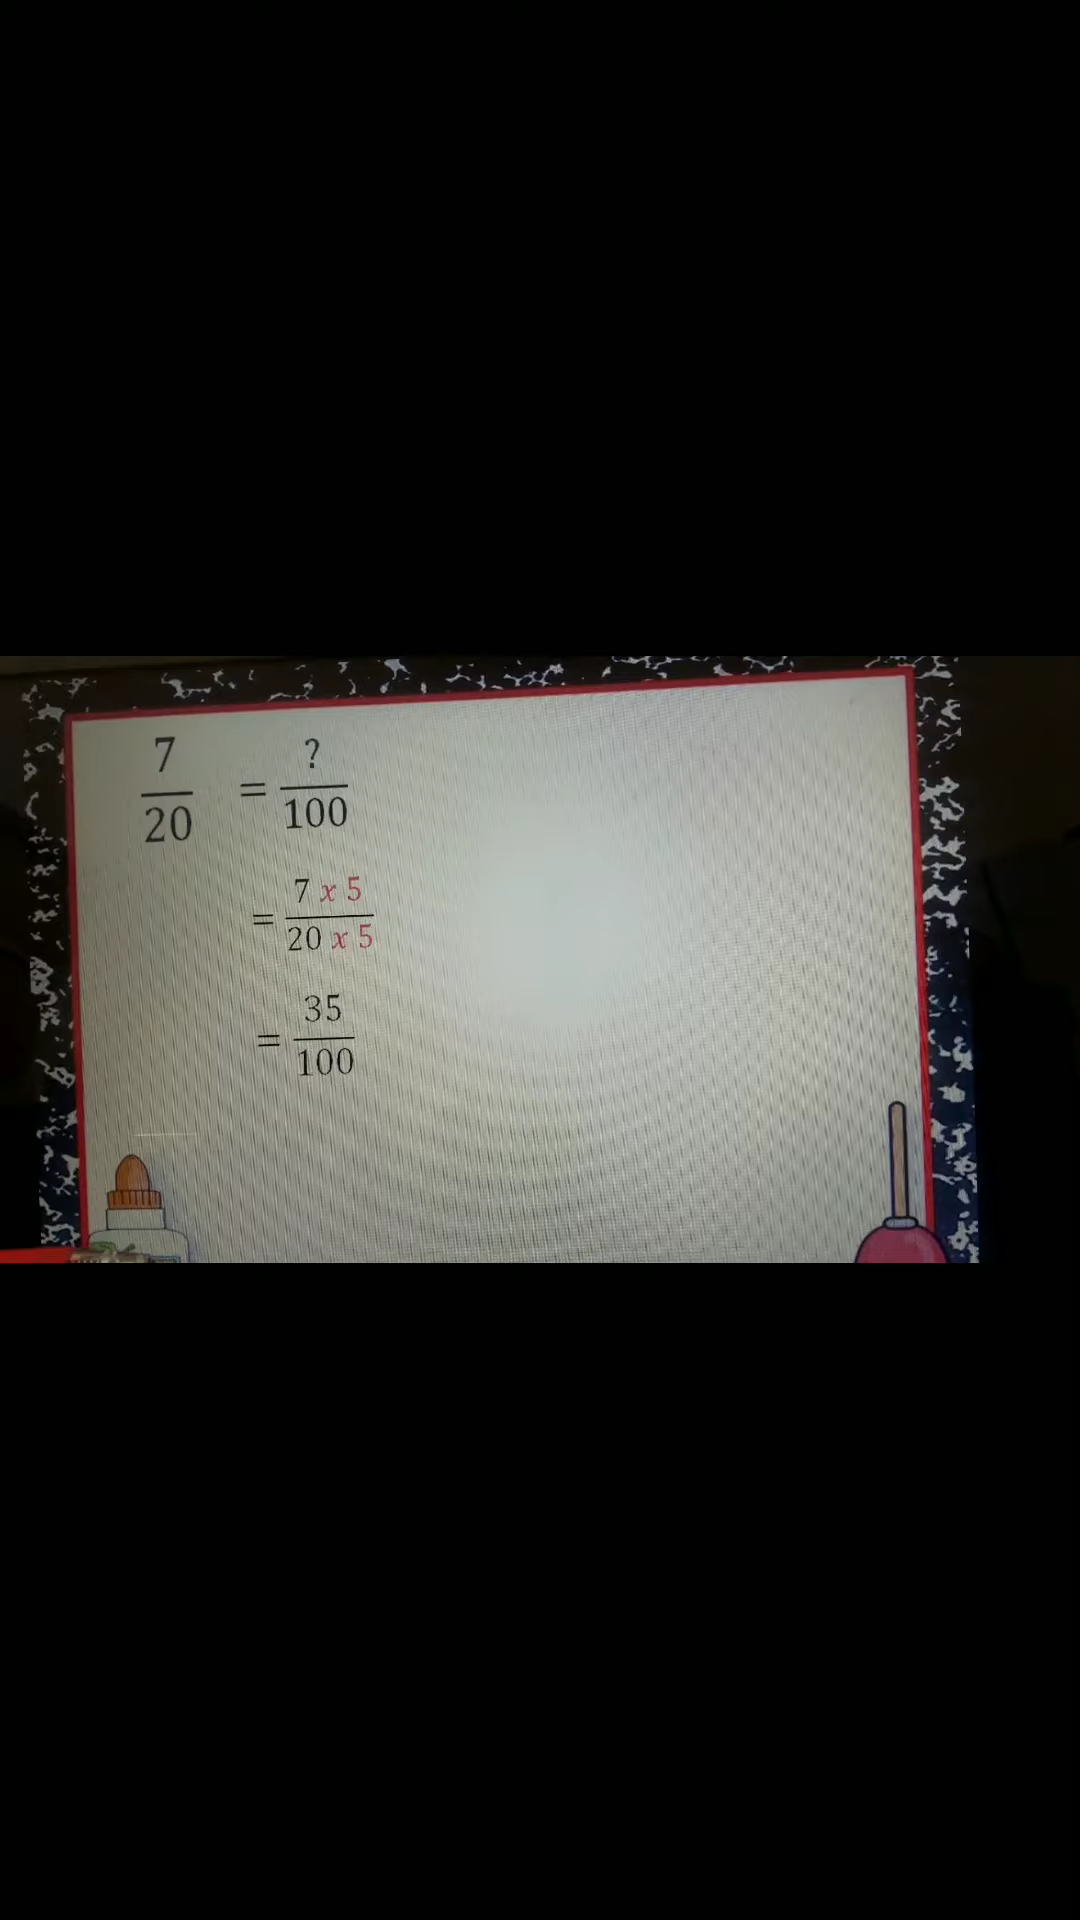 7/20 = ?/100
= 7 x 5/20 x 5
= 35/100